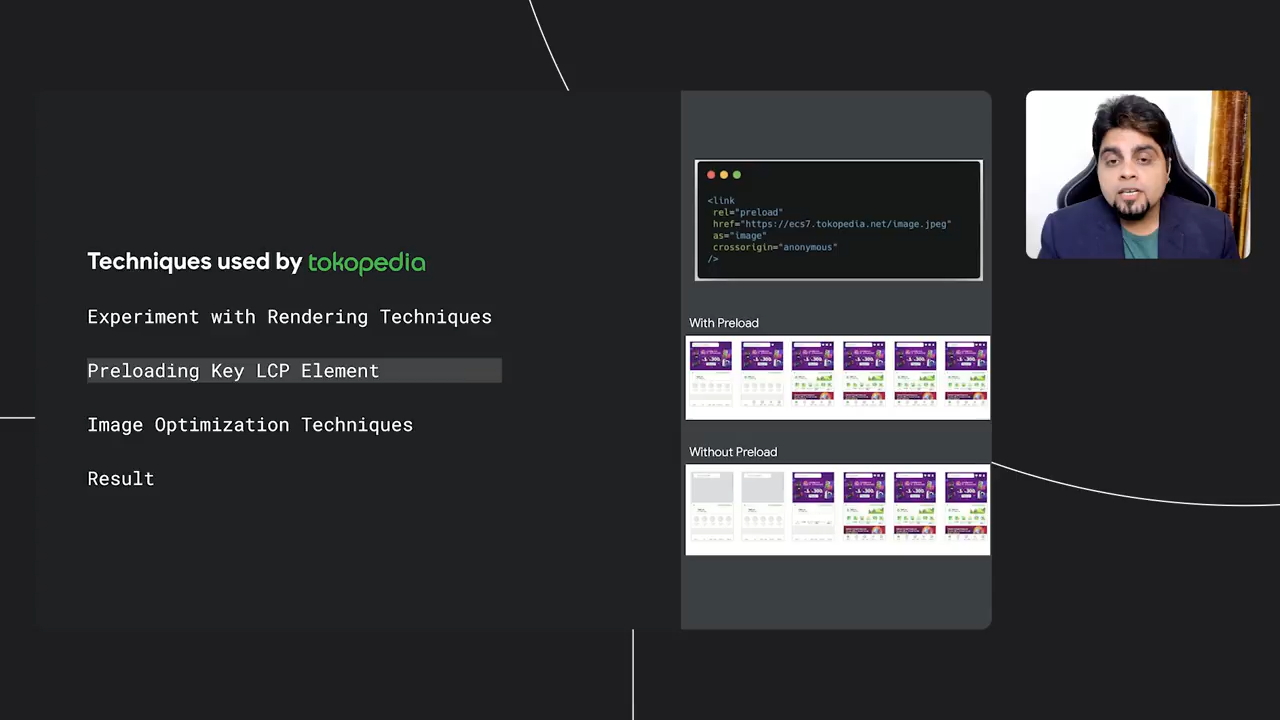 Techniques used by tokopedia
Experiment with Rendering Techniques
Preloading Key LCP Element
Image Optimization Techniques
Result
<link
rel="preload"
href="https://ecs7.tokopedia.net/image.jpeg"
as="image"
crossorigin="anonymous"
/>
With Preload
Without Preload